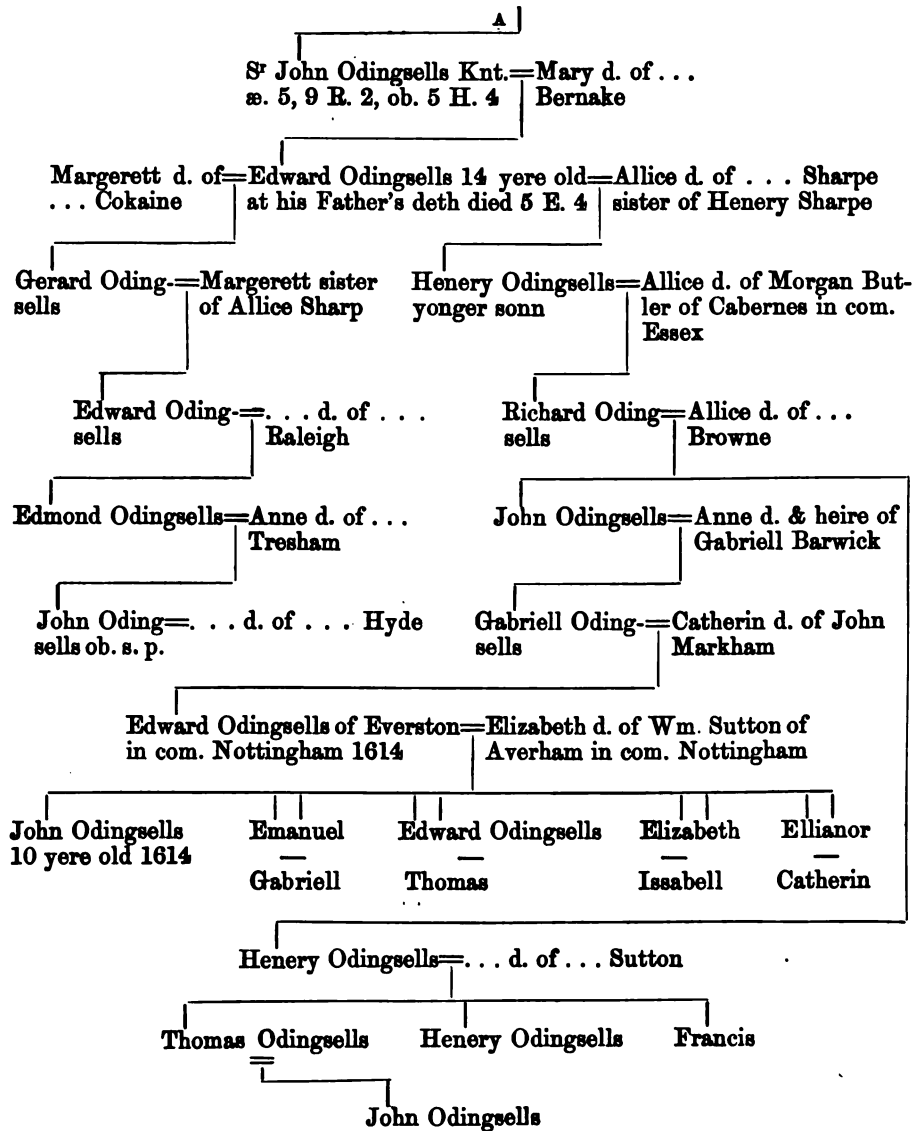 A
Sr John Odingsells Knt.=Mary d. of ...
æ. 5, 9 R. 2, ob. 5 H. 4 Bernake
Margerett d. of=Edward Odingsells 14 yere old=Allice d. of . . . Sharpe
. . . Cokaine at his Father's deth died 5 E. 4 sister of Henery Sharpe
Gerard Oding-=Margerett sister Henery Odingsells=Allice d. of Morgan But-
sells of Allice Sharp yonger sonn ler of Cabernes in com.
Essex
Edward Oding-=. . . d. of . . . Richard Oding=Allice d. of ...
sells Raleigh sells Browne
Edmond Odingsells=Anne d. of ... John Odingsells=Anne d. & heire of
Tresham Gabriell Barwick
John Oding=. . . d. of . . . Hyde Gabriell Oding-=Catherin d. of John
sells ob. s. p. sells Markham
Edward Odingsells of Everston=Elizabeth d. of Wm. Sutton of
in com. Nottingham 1614 Averham in com. Nottingham
John Odingsells Emanuel Edward Odingsells Elizabeth Ellianor
10 yere old 1614 — — — —
Gabriell Thomas Issabell Catherin
Henery Odingsells=... d. of ... Sutton
Thomas Odingsells Henery Odingsells Francis
=
John Odingsells